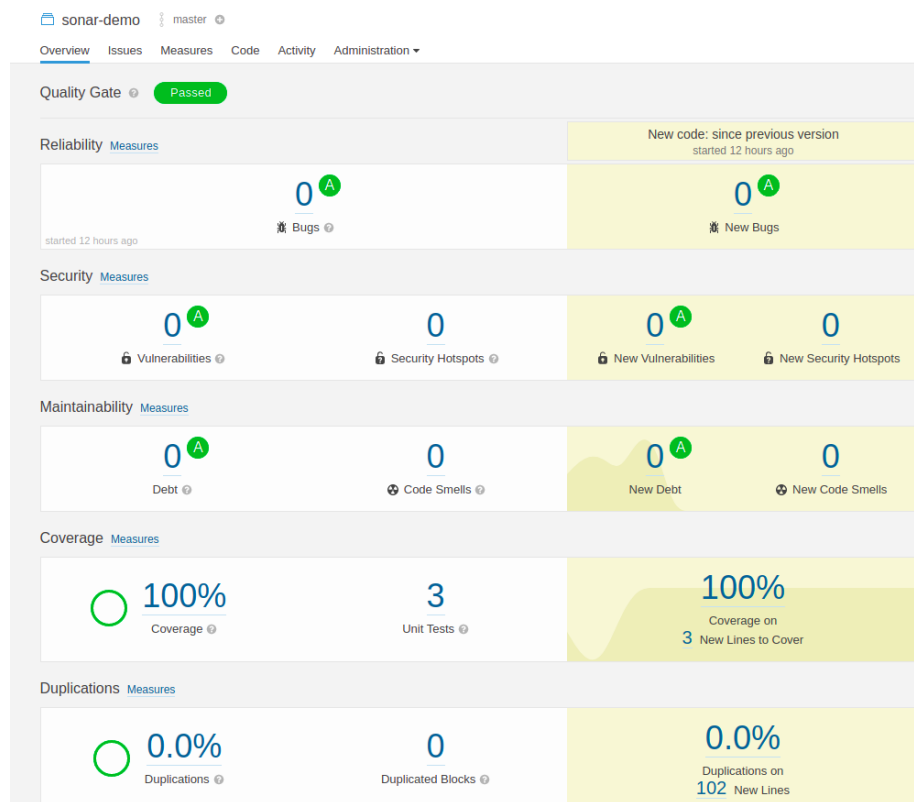 sonar-demo master
Overview Issues Measures Code Activity Administration
Quality Gate ? Passed
New code: since previous version
started 12 hours ago
Reliability Measures
0 A
Bugs ?
started 12 hours ago
0 A
New Bugs
Security Measures
0 A 0 0 A 0
Vulnerabilities ? Security Hotspots ? New Vulnerabilities New Security Hotspots
Maintainability Measures
0 A 0 0 A 0
Debt ? Code Smells ? New Debt New Code Smells
Coverage Measures
100% 3
Coverage ? Unit Tests ?
100%
Coverage on
3 New Lines to Cover
Duplications Measures
0.0% 0
Duplications ? Duplicated Blocks ?
0.0%
Duplications on
102 New Lines